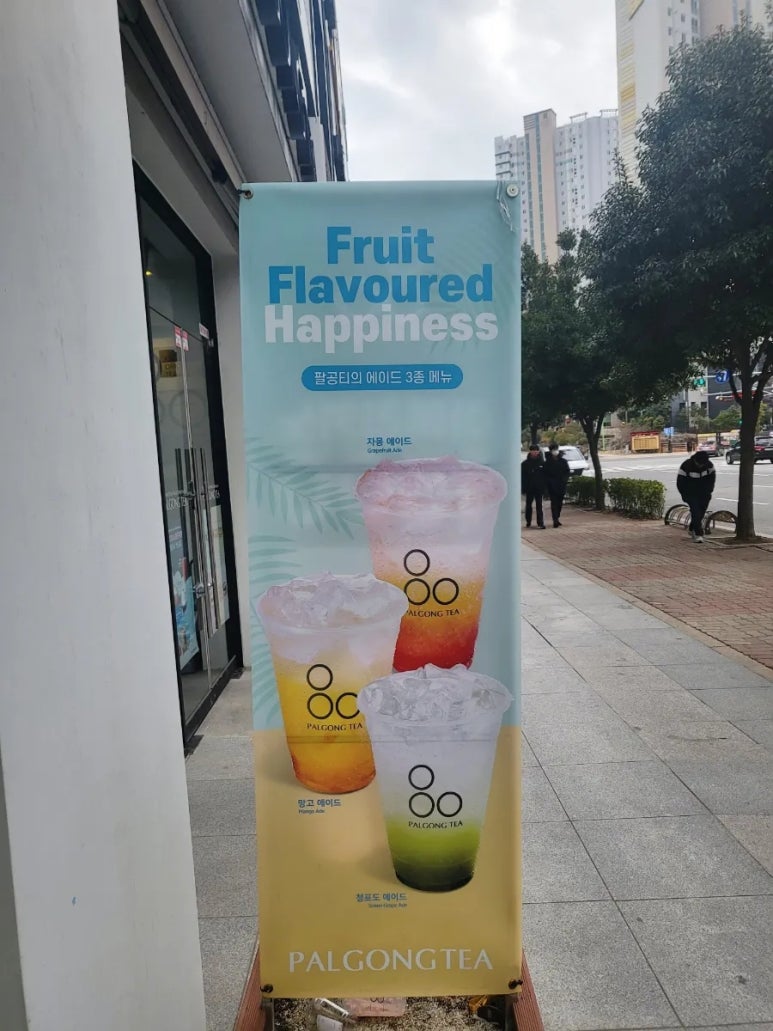 Fruit
Flavoured
Happiness
팔공티의 에이드 3종 메뉴
자몽 에이드
Grapefruit Ade
PALGONG TEA
PALGONG TEA
망고 에이드
Mango Ade
PALGONG TEA
청포도 에이드
Green Grape Ade
PALGONGTEA